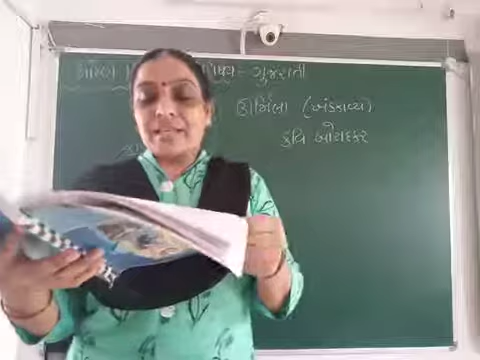 વિષય - ગુજરાતી
ઊર્મિલા (ખંડકાવ્ય)
કવિ બોટાદકર